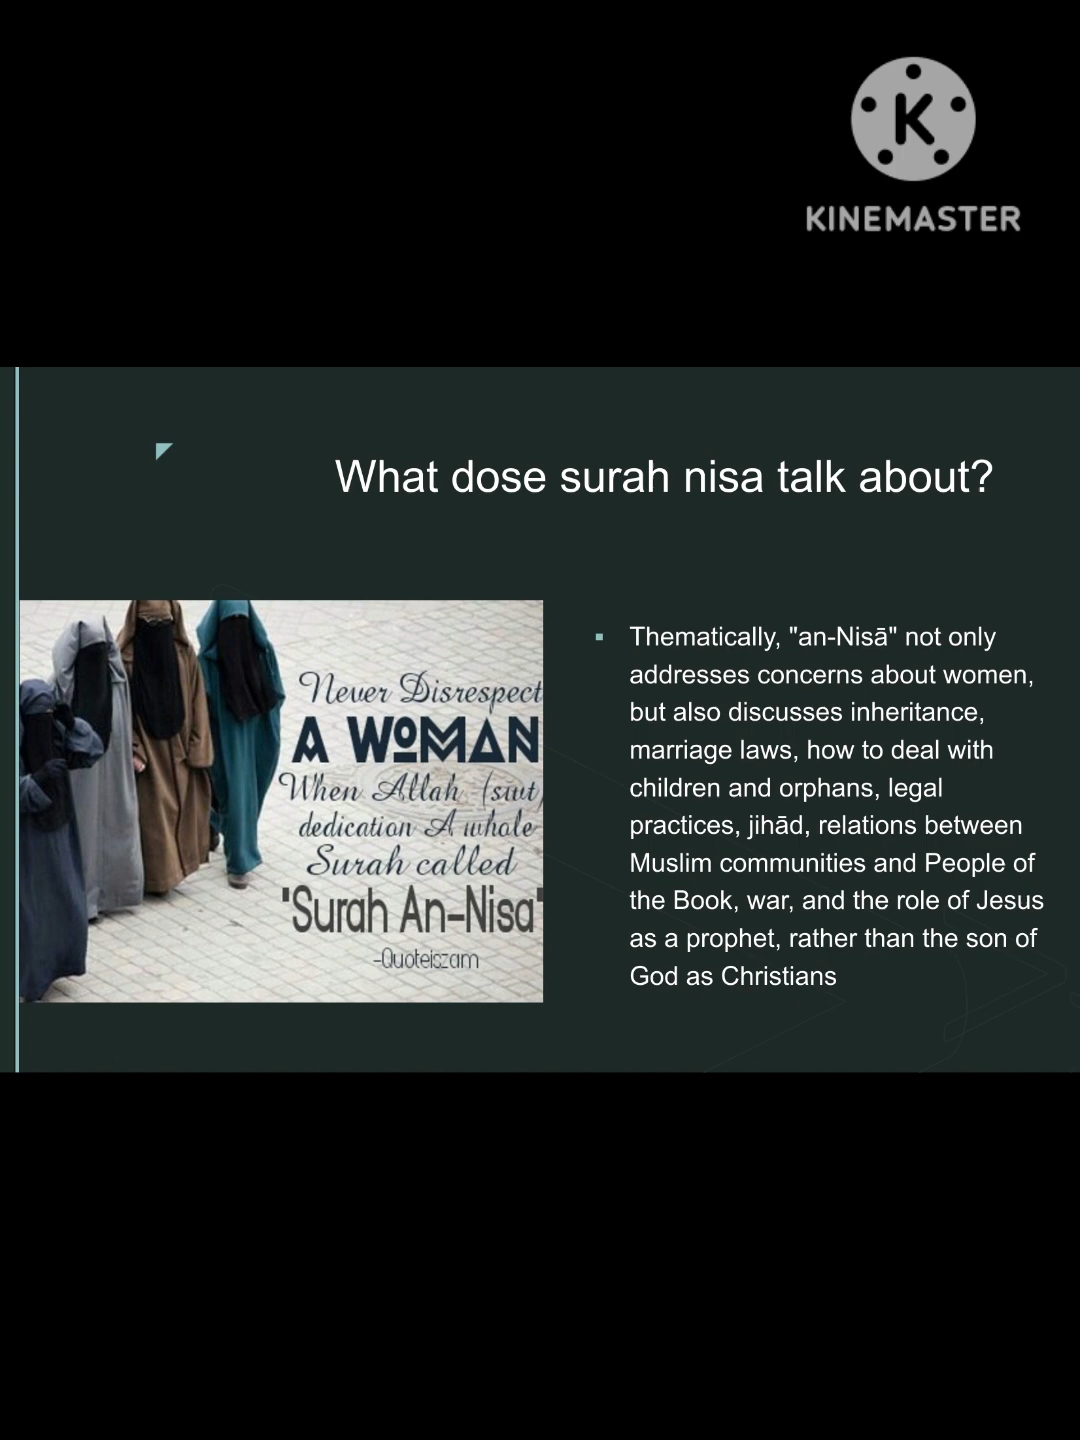 KINEMASTER
What dose surah nisa talk about?
Never Disrespect
A WOMAN
When Allah (swt)
dedication A whole
Surah called
"Surah An-Nisa"
-Quoteiszam
Thematically, "an-Nisā" not only
addresses concerns about women,
but also discusses inheritance,
marriage laws, how to deal with
children and orphans, legal
practices, jihād, relations between
Muslim communities and People of
the Book, war, and the role of Jesus
as a prophet, rather than the son of
God as Christians